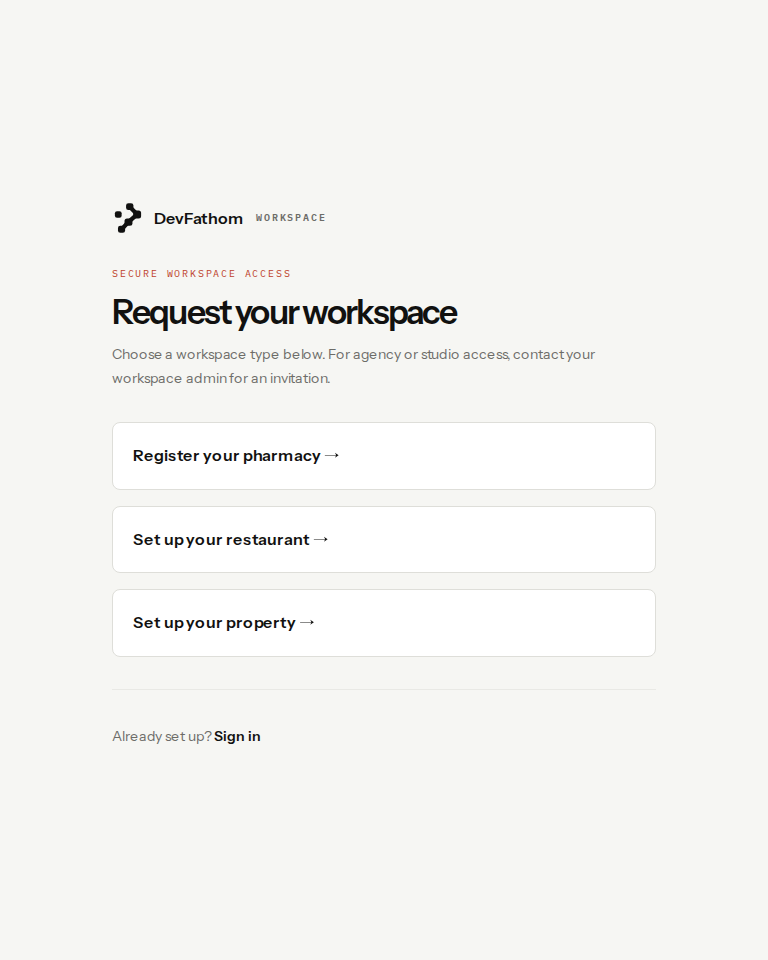 DevFathom WORKSPACE
SECURE WORKSPACE ACCESS
Request your workspace
Choose a workspace type below. For agency or studio access, contact your
workspace admin for an invitation.
Register your pharmacy →
Set up your restaurant →
Set up your property →
Already set up? Sign in